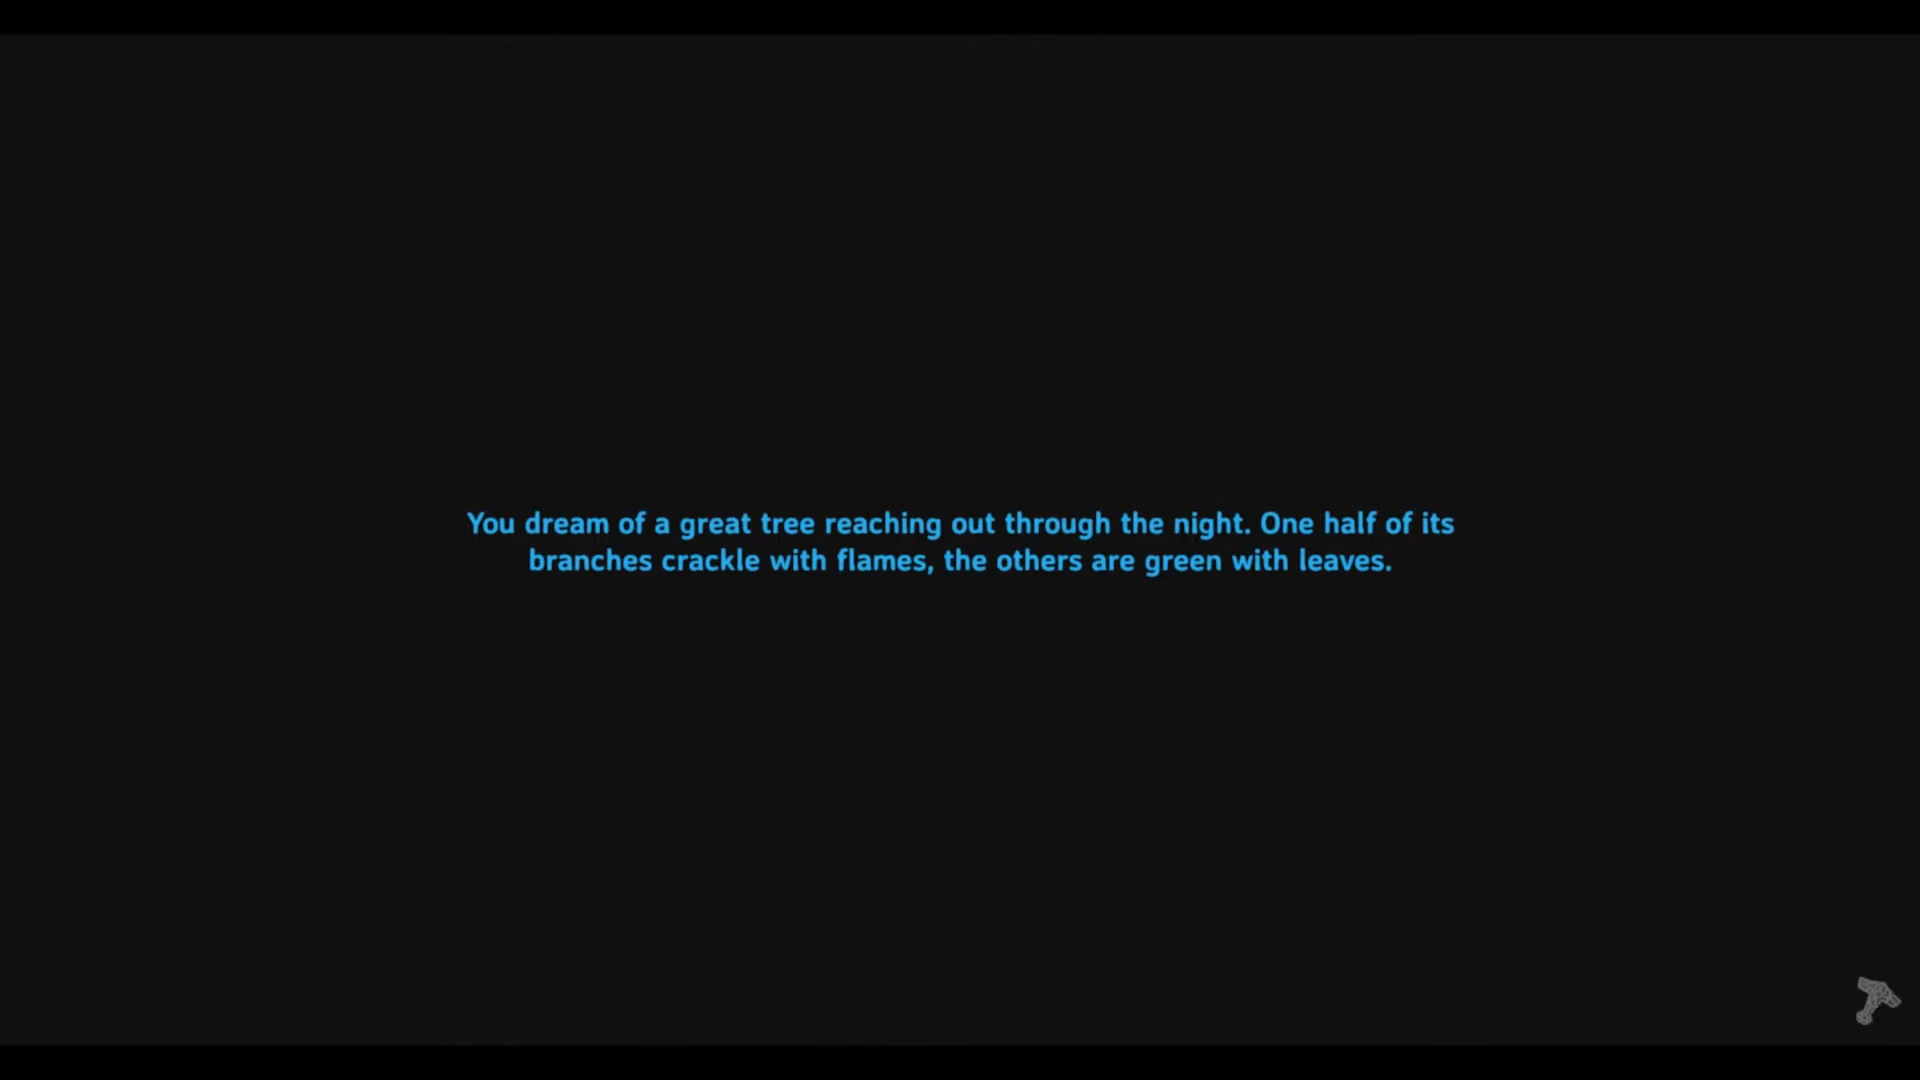 You dream of a great tree reaching out through the night. One half of its
branches crackle with flames, the others are green with leaves.